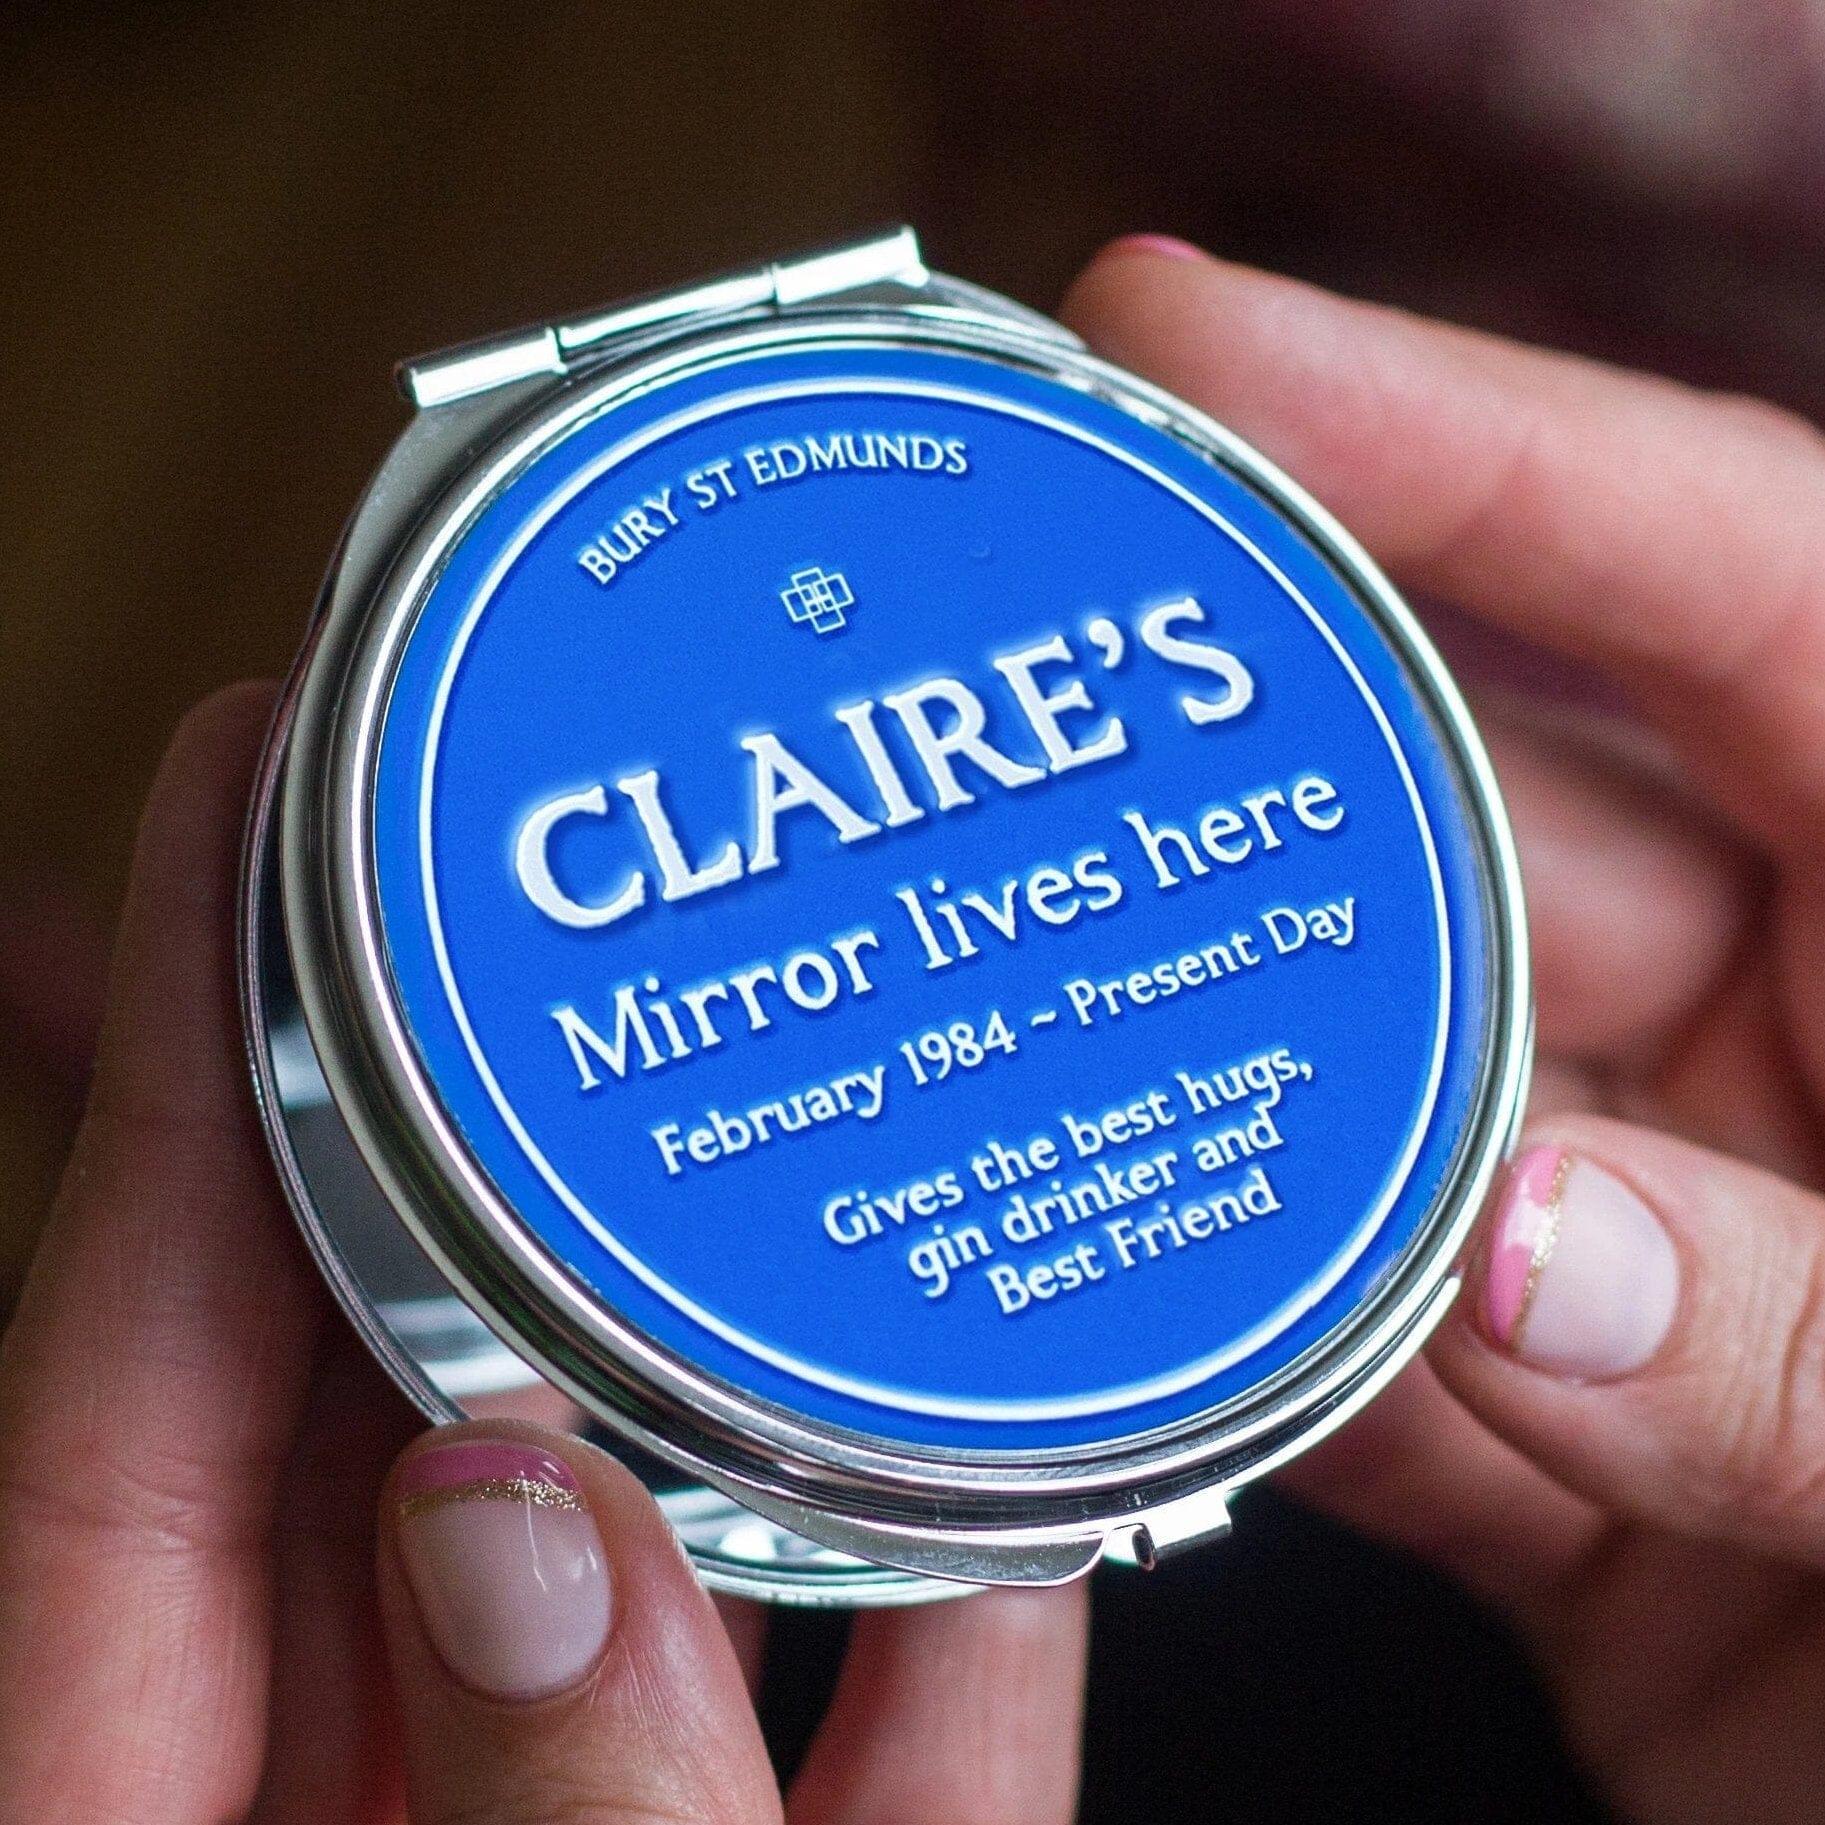 BURY ST EDMUNDS
CLAIRE'S
Mirror lives here
February 1984 ~ Present Day
Gives the best hugs,
gin drinker and
Best Friend